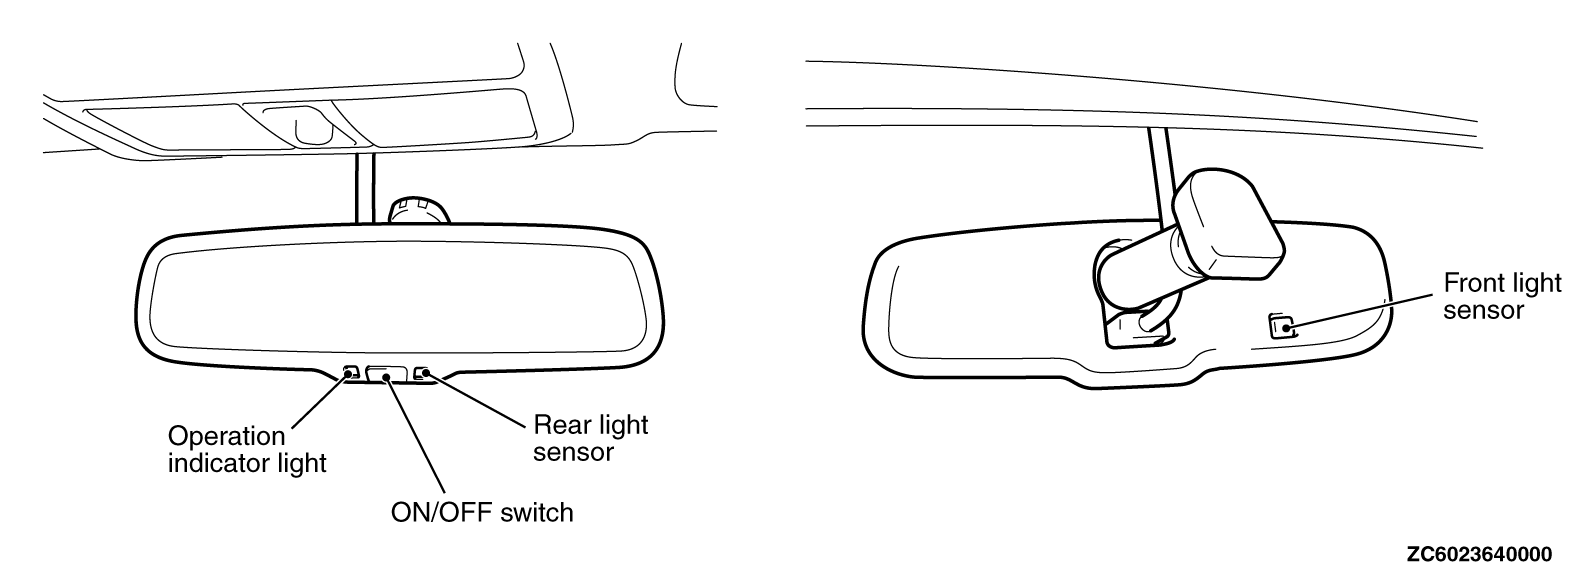 Operation
indicator light
ON/OFF switch
Rear light
sensor
Front light
sensor
ZC6023640000